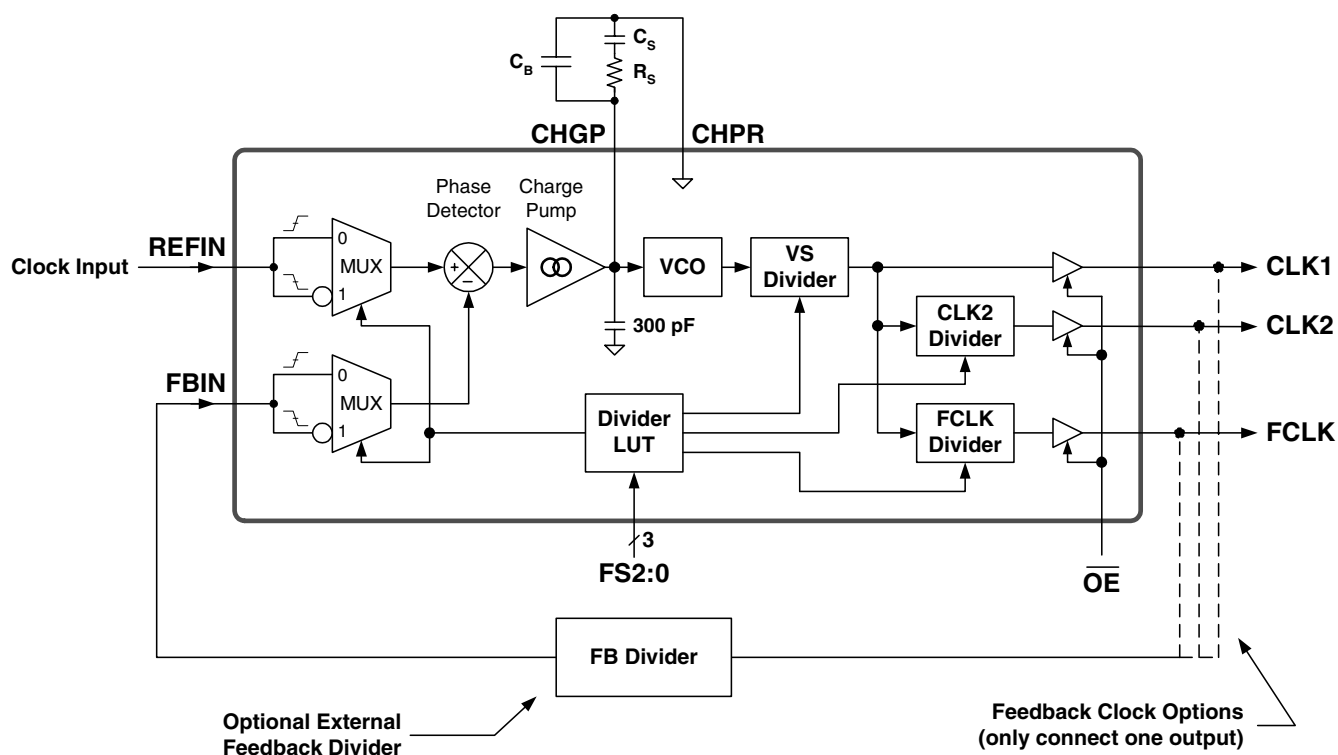 C_S
C_B
R_S
CHGP
CHPR
Phase
Detector
Charge
Pump
REFIN
Clock Input
0
MUX
1
+
−
VCO
VS
Divider
CLK1
300 pF
CLK2
Divider
CLK2
FBIN
0
MUX
1
Divider
LUT
FCLK
Divider
FCLK
3
FS2:0
O̅E̅
FB Divider
Optional External
Feedback Divider
Feedback Clock Options
(only connect one output)